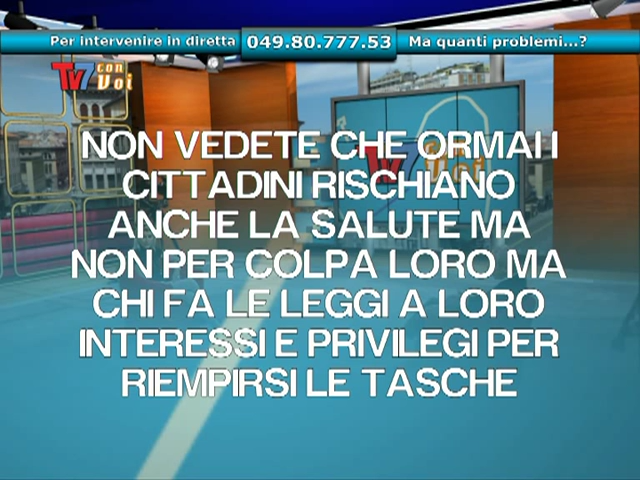 Per intervenire in diretta 049.80.777.53 Ma quanti problemi...?
TV7 con Voi
NON VEDETE CHE ORMAI I
CITTADINI RISCHIANO
ANCHE LA SALUTE MA
NON PER COLPA LORO MA
CHI FA LE LEGGI A LORO
INTERESSI E PRIVILEGI PER
RIEMPIRSI LE TASCHE